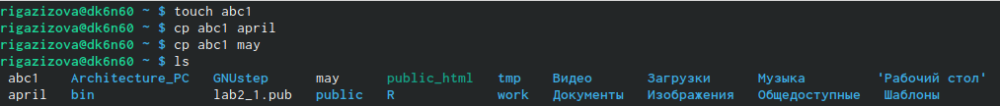 rigazizova@dk6n60 ~ $ touch abc1
rigazizova@dk6n60 ~ $ cp abc1 april
rigazizova@dk6n60 ~ $ cp abc1 may
rigazizova@dk6n60 ~ $ ls
abc1 Architecture_PC GNUstep may public_html tmp Видео Загрузки Музыка 'Рабочий стол'
april bin lab2_1.pub public R work Документы Изображения Общедоступные Шаблоны